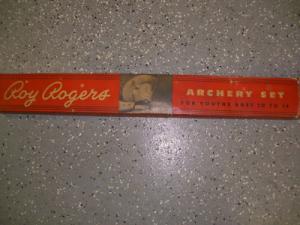 Roy Rogers
ARCHERY SET
FOR YOUTHS AGES 10 TO 14